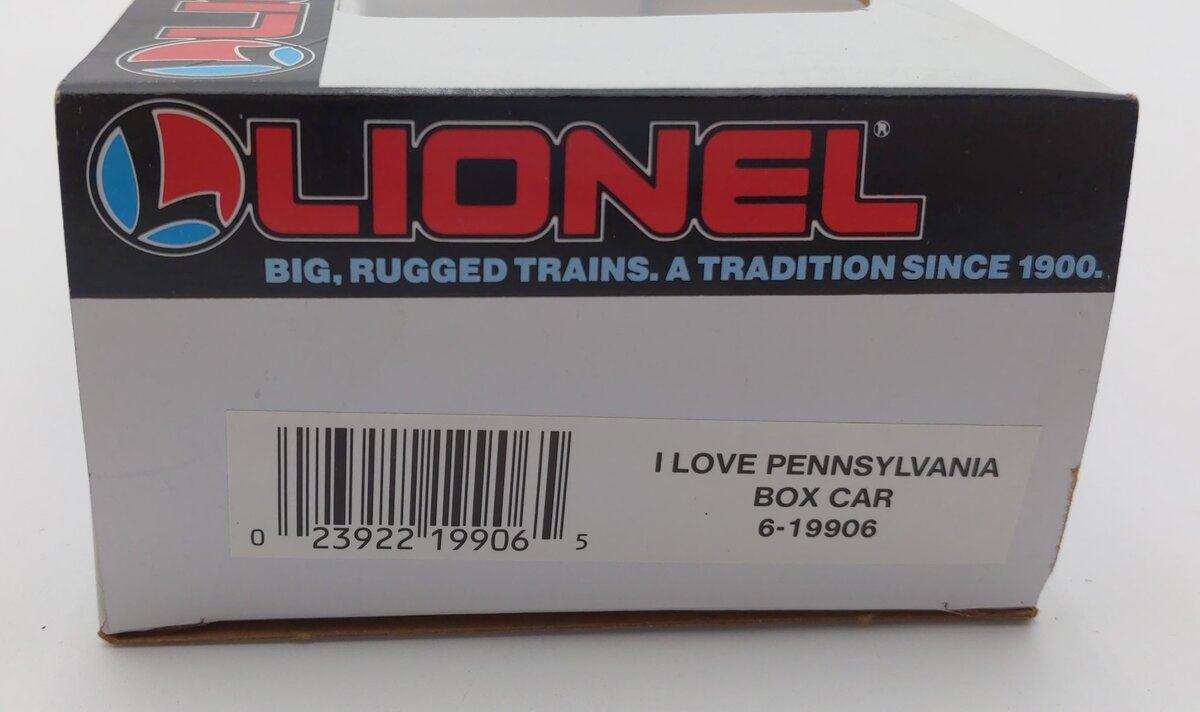 LIONEL®
BIG, RUGGED TRAINS. A TRADITION SINCE 1900.
I LOVE PENNSYLVANIA
BOX CAR
6-19906
0 23922 19906 5